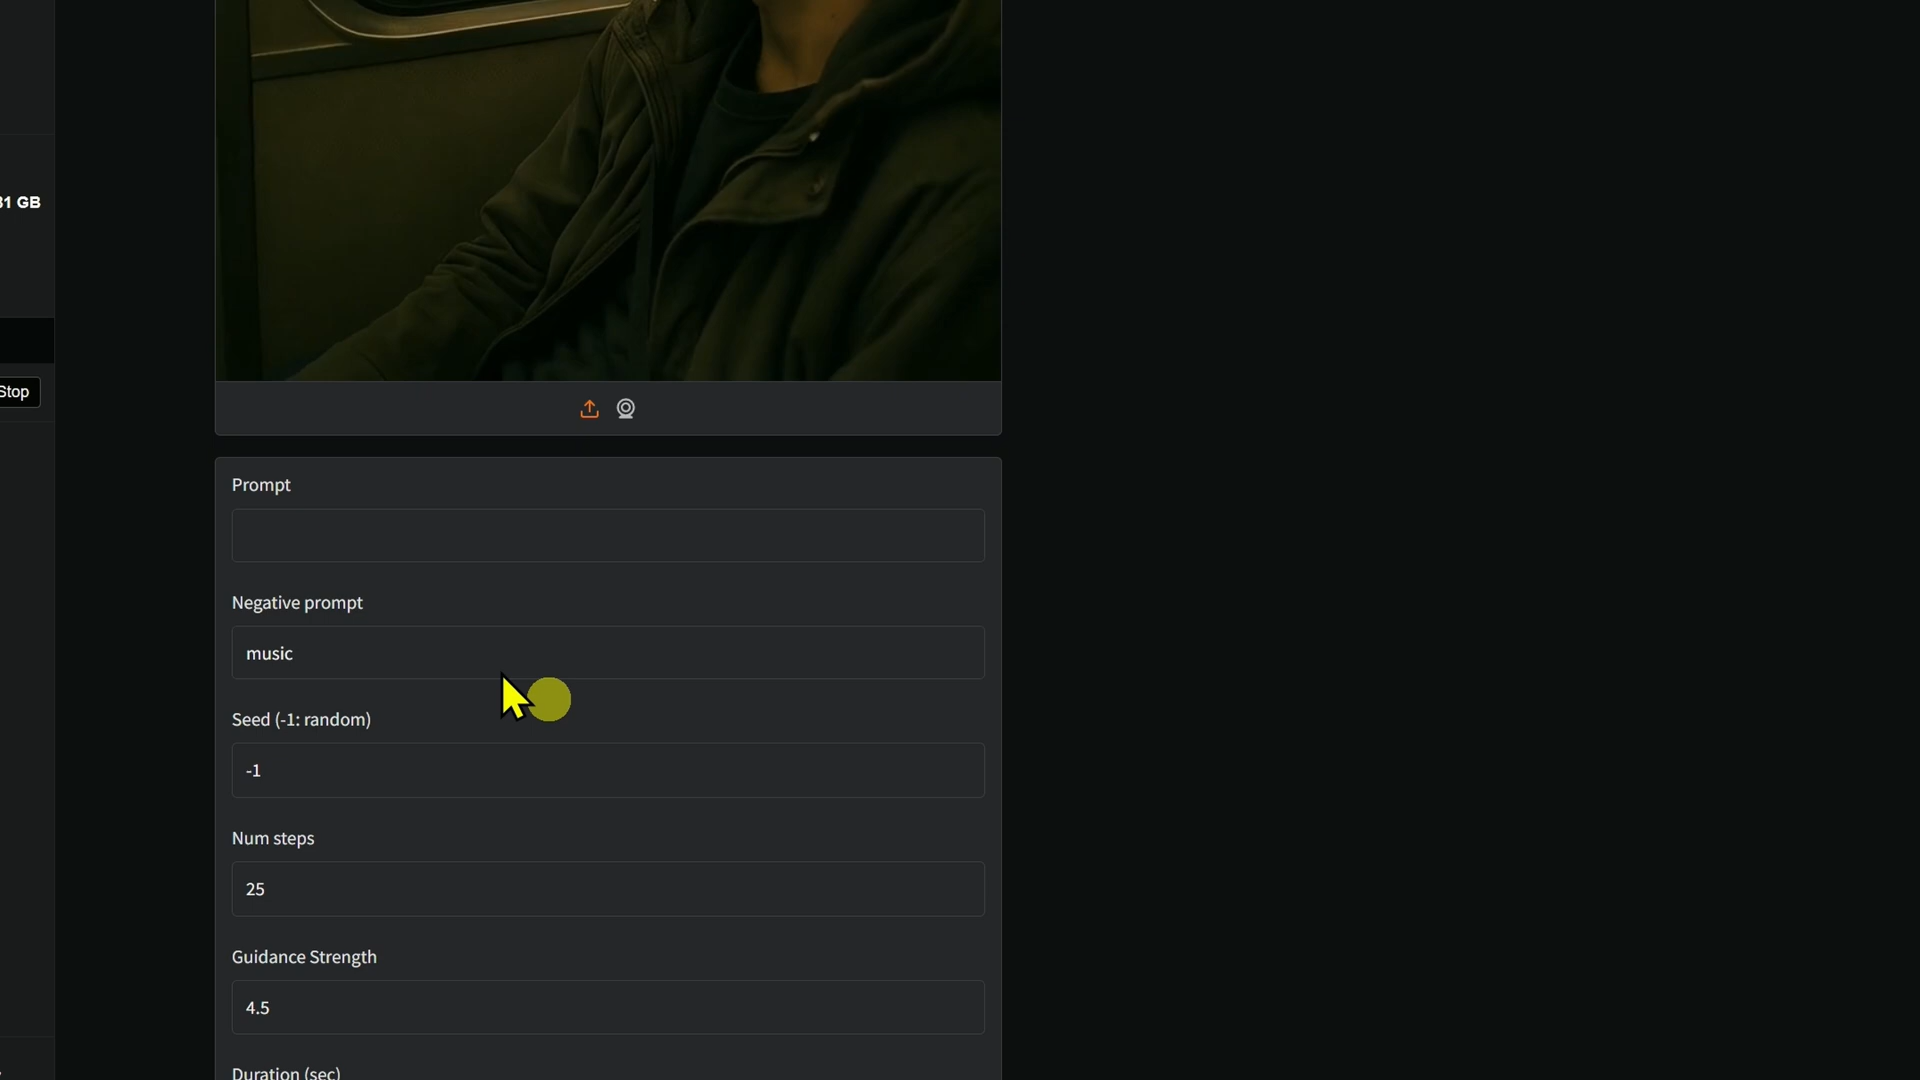 31 GB
Stop
Prompt
Negative prompt
music
Seed (-1: random)
-1
Num steps
25
Guidance Strength
4.5
Duration (sec)